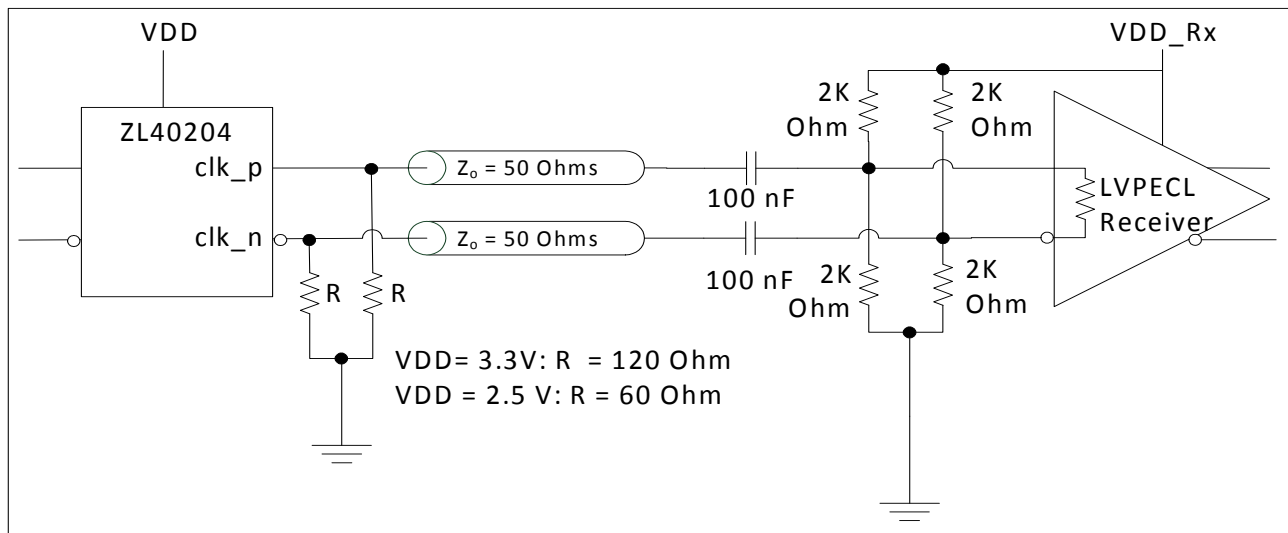 VDD
VDD_Rx
ZL40204
clk_p
clk_n
Zₒ = 50 Ohms
Zₒ = 50 Ohms
100 nF
100 nF
2K
Ohm
2K
Ohm
2K
Ohm
2K
Ohm
LVPECL
Receiver
R
R
VDD= 3.3V: R = 120 Ohm
VDD = 2.5 V: R = 60 Ohm